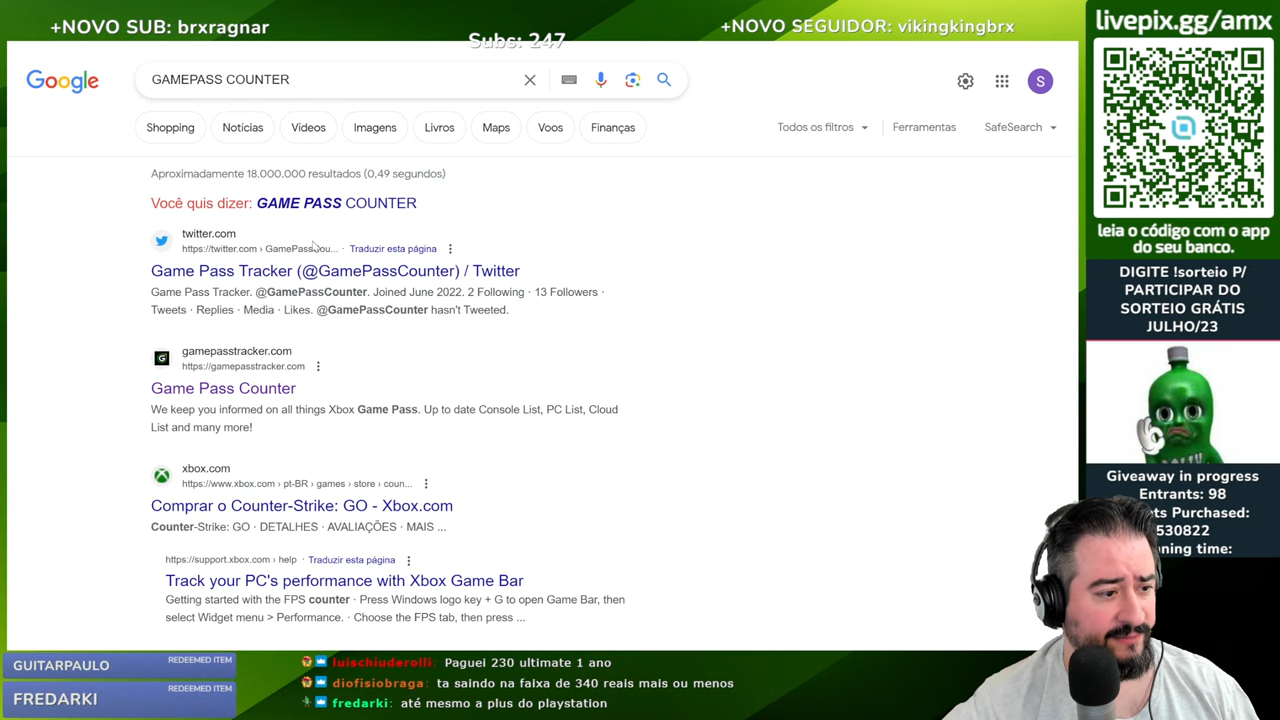 +NOVO SUB: brxragnar
Subs: 247
+NOVO SEGUIDOR: vikingkingbrx
livepix.gg/amx
Google
GAMEPASS COUNTER
S
Shopping
Notícias
Vídeos
Imagens
Livros
Maps
Voos
Finanças
Todos os filtros
Ferramentas
SafeSearch
Aproximadamente 18.000.000 resultados (0,49 segundos)
Você quis dizer: GAME PASS COUNTER
twitter.com
https://twitter.com › GamePassCou... · Traduzir esta página
Game Pass Tracker (@GamePassCounter) / Twitter
Game Pass Tracker. @GamePassCounter. Joined June 2022. 2 Following · 13 Followers ·
Tweets · Replies · Media · Likes. @GamePassCounter hasn't Tweeted.
gamepasstracker.com
https://gamepasstracker.com
Game Pass Counter
We keep you informed on all things Xbox Game Pass. Up to date Console List, PC List, Cloud
List and many more!
xbox.com
https://www.xbox.com › pt-BR › games › store › coun...
Comprar o Counter-Strike: GO - Xbox.com
Counter-Strike: GO · DETALHES · AVALIAÇÕES · MAIS ...
https://support.xbox.com › help · Traduzir esta página
Track your PC's performance with Xbox Game Bar
Getting started with the FPS counter · Press Windows logo key + G to open Game Bar, then
select Widget menu > Performance. · Choose the FPS tab, then press ...
leia o código com o app
do seu banco.
DIGITE !sorteio P/
PARTICIPAR DO
SORTEIO GRÁTIS
JULHO/23
Giveaway in progress
Entrants: 98
ets Purchased:
530822
ning time:
GUITARPAULO
REDEEMED ITEM
FREDARKI
REDEEMED ITEM
luischiuderolli: Paguei 230 ultimate 1 ano
diofisiobraga: ta saindo na faixa de 340 reais mais ou menos
fredarki: até mesmo a plus do playstation